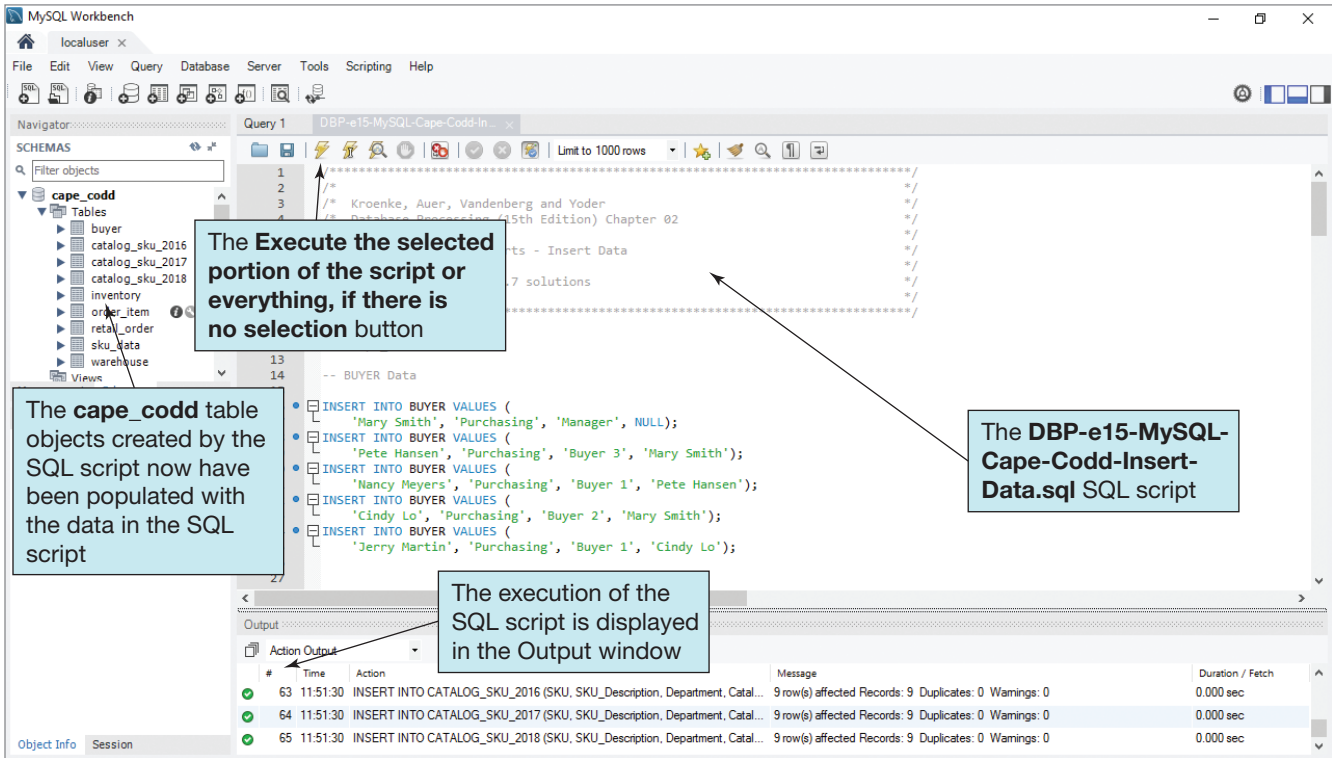 MySQL Workbench
localuser ×
File Edit View Query Database Server Tools Scripting Help
Navigator
SCHEMAS
Filter objects
cape_codd
Tables
buyer
catalog_sku_2016
catalog_sku_2017
catalog_sku_2018
inventory
order_item
retail_order
sku_data
warehouse
Views
Query 1 DBP-e15-MySQL-Cape-Codd-In... ×
Limit to 1000 rows
1 /********************************************************************************/
2 /* */
3 /* Kroenke, Auer, Vandenberg and Yoder */
4 /* Database Processing (15th Edition) Chapter 02 */
*/
rts - Insert Data */
*/
.7 solutions */
*/
********************************************************/
13
14 -- BUYER Data
INSERT INTO BUYER VALUES (
'Mary Smith', 'Purchasing', 'Manager', NULL);
INSERT INTO BUYER VALUES (
'Pete Hansen', 'Purchasing', 'Buyer 3', 'Mary Smith');
INSERT INTO BUYER VALUES (
'Nancy Meyers', 'Purchasing', 'Buyer 1', 'Pete Hansen');
INSERT INTO BUYER VALUES (
'Cindy Lo', 'Purchasing', 'Buyer 2', 'Mary Smith');
INSERT INTO BUYER VALUES (
'Jerry Martin', 'Purchasing', 'Buyer 1', 'Cindy Lo');
27
The Execute the selected
portion of the script or
everything, if there is
no selection button
The cape_codd table
objects created by the
SQL script now have
been populated with
the data in the SQL
script
The DBP-e15-MySQL-
Cape-Codd-Insert-
Data.sql SQL script
The execution of the
SQL script is displayed
in the Output window
Output
Action Output
# Time Action Message Duration / Fetch
63 11:51:30 INSERT INTO CATALOG_SKU_2016 (SKU, SKU_Description, Department, Catal... 9 row(s) affected Records: 9 Duplicates: 0 Warnings: 0 0.000 sec
64 11:51:30 INSERT INTO CATALOG_SKU_2017 (SKU, SKU_Description, Department, Catal... 9 row(s) affected Records: 9 Duplicates: 0 Warnings: 0 0.000 sec
65 11:51:30 INSERT INTO CATALOG_SKU_2018 (SKU, SKU_Description, Department, Catal... 9 row(s) affected Records: 9 Duplicates: 0 Warnings: 0 0.000 sec
Object Info Session